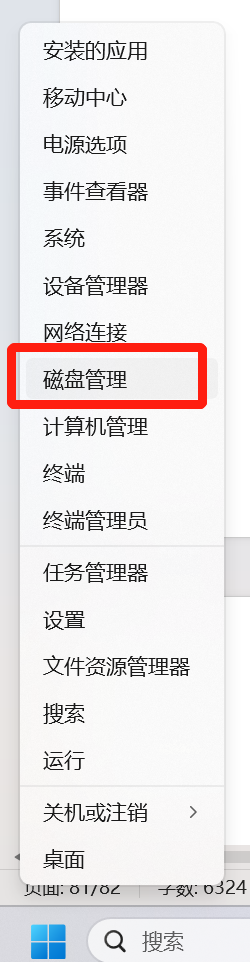 安装的应用
移动中心
电源选项
事件查看器
系统
设备管理器
网络连接
磁盘管理
计算机管理
终端
终端管理员
任务管理器
设置
文件资源管理器
搜索
运行
关机或注销
桌面
页面: 81/82 字数: 6324
搜索